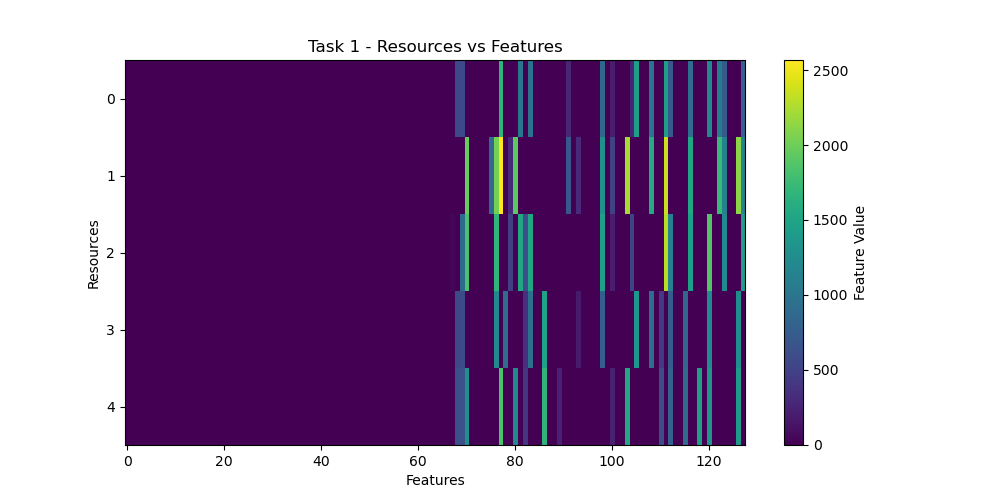 Task 1 - Resources vs Features
Resources
0
1
2
3
4
0 20 40 60 80 100 120
Features
2500
2000
1500
1000
500
0
Feature Value